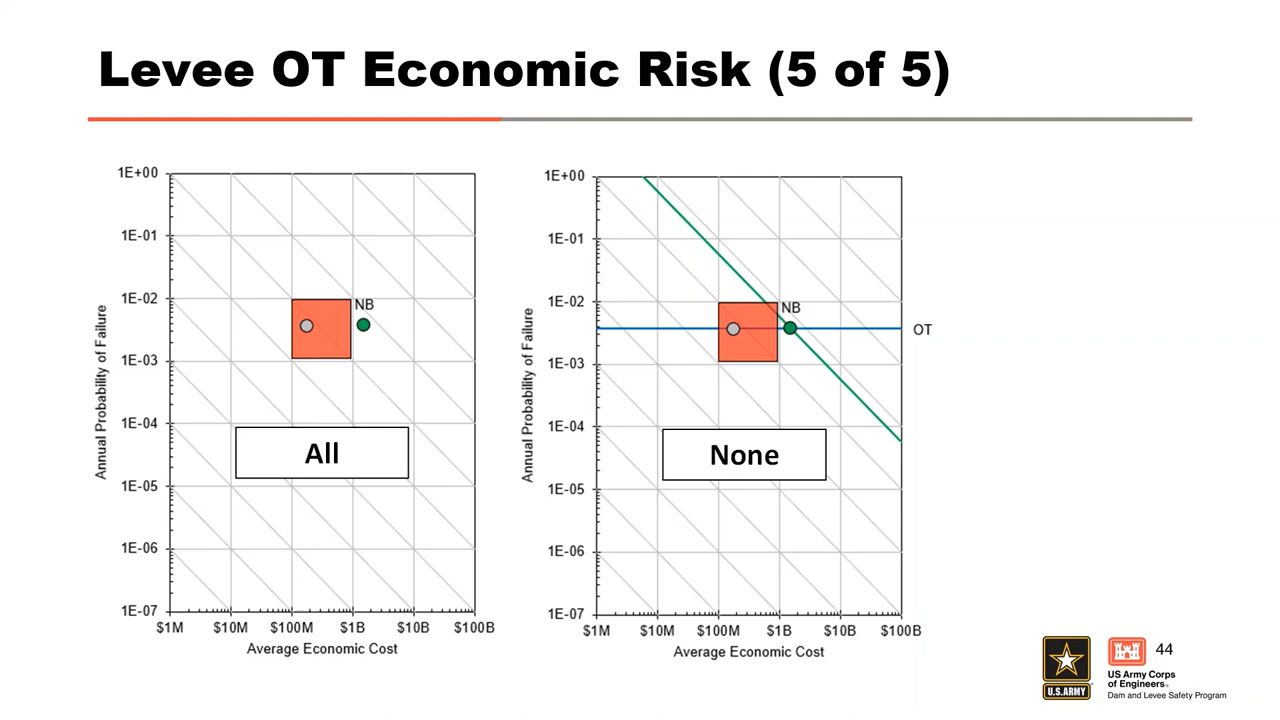 Levee OT Economic Risk (5 of 5)
1E+00
1E-01
1E-02
1E-03
1E-04
1E-05
1E-06
1E-07
Annual Probability of Failure
NB
All
$1M $10M $100M $1B $10B $100B
Average Economic Cost
1E+00
1E-01
1E-02
1E-03
1E-04
1E-05
1E-06
1E-07
Annual Probability of Failure
NB
OT
None
$1M $10M $100M $1B $10B $100B
Average Economic Cost
U.S.ARMY
44
US Army Corps
of Engineers®
Dam and Levee Safety Program